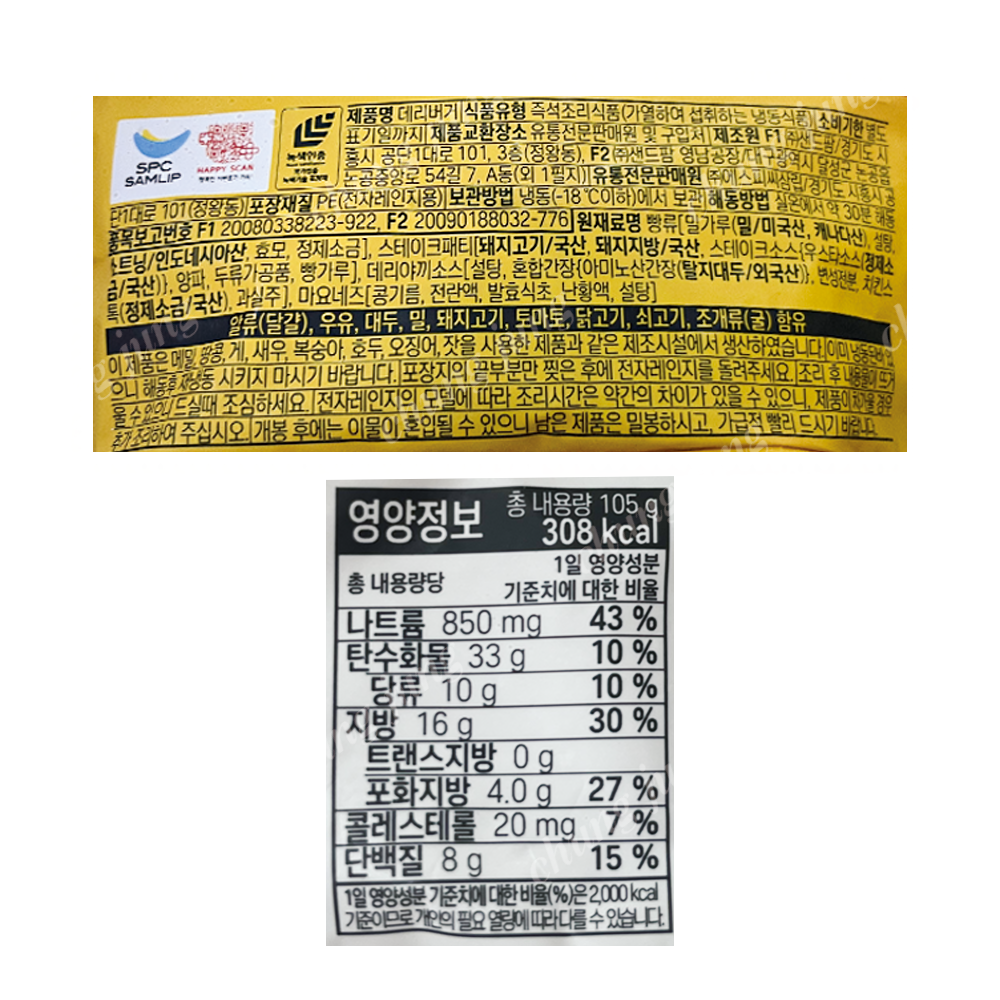 SPC
SAMLIP
HAPPY SCAN
녹색인증
제품명 데리버거 식품유형 즉석조리식품(가열하여 섭취하는 냉동식품) 소비기한 별도
표기일까지 제품교환장소 유통전문판매원 및 구입처 제조원 F1 ㈜샌드팜/경기도 시
흥시 공단1대로 101, 3층(정왕동), F2 ㈜샌드팜 영남공장/대구광역시 달성군 논공읍
논공중앙로 54길 7, A동(외 1필지) 유통전문판매원 ㈜에스피씨삼립/경기도 시흥시 공
단1대로 101(정왕동) 포장재질 PE(전자레인지용) 보관방법 냉동(-18℃이하)에서 보관 해동방법 실온에서 약 30분 해동
품목보고번호 F1 20080338223-922, F2 20090188032-776 원재료명 빵류[밀가루(밀/미국산, 캐나다산), 설탕,
쇼트닝/인도네시아산, 효모, 정제소금], 스테이크패티[돼지고기/국산, 돼지지방/국산, 스테이크소스{우스타소스(정제소
금/국산)}, 양파, 두류가공품, 빵가루], 데리야끼소스[설탕, 혼합간장{아미노산간장(탈지대두/외국산)}, 변성전분, 치킨스
톡(정제소금/국산), 과실주], 마요네즈[콩기름, 전란액, 발효식초, 난황액, 설탕]
알류(달걀), 우유, 대두, 밀, 돼지고기, 토마토, 닭고기, 쇠고기, 조개류(굴) 함유
이 제품은 메밀, 땅콩, 게, 새우, 복숭아, 호두, 오징어, 잣을 사용한 제품과 같은 제조시설에서 생산하였습니다. 이미 냉동된바 있
으니 해동후 재냉동 시키지 마시기 바랍니다. 포장지의 끝부분만 찢은 후에 전자레인지를 돌려주세요. 조리 후 내용물이 뜨거
울 수 있으니 드실때 조심하세요. 전자레인지의 모델에 따라 조리시간은 약간의 차이가 있을 수 있으니, 제품이 차가울 경우
추가 조리하여 주십시오. 개봉 후에는 이물이 혼입될 수 있으니 남은 제품은 밀봉하시고, 가급적 빨리 드시기 바랍니다.
영양정보 총 내용량 105 g
308 kcal
총 내용량당 1일 영양성분
기준치에 대한 비율
나트륨 850 mg 43 %
탄수화물 33 g 10 %
당류 10 g 10 %
지방 16 g 30 %
트랜스지방 0 g
포화지방 4.0 g 27 %
콜레스테롤 20 mg 7 %
단백질 8 g 15 %
1일 영양성분 기준치에 대한 비율(%)은 2,000 kcal
기준이므로 개인의 필요 열량에 따라 다를 수 있습니다.